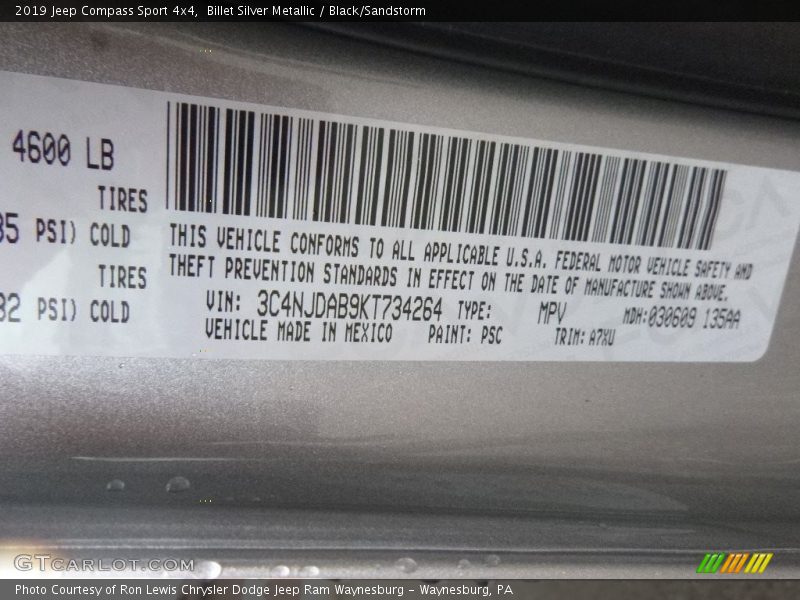 2019 Jeep Compass Sport 4x4, Billet Silver Metallic / Black/Sandstorm
4600 LB
TIRES
35 PSI) COLD
TIRES
32 PSI) COLD
THIS VEHICLE CONFORMS TO ALL APPLICABLE U.S.A. FEDERAL MOTOR VEHICLE SAFETY AND
THEFT PREVENTION STANDARDS IN EFFECT ON THE DATE OF MANUFACTURE SHOWN ABOVE.
VIN: 3C4NJDAB9KT734264 TYPE: MPV MDH:030609 135AA
VEHICLE MADE IN MEXICO PAINT: PSC TRIM: A7XU
GTCARLOT.COM
Photo Courtesy of Ron Lewis Chrysler Dodge Jeep Ram Waynesburg - Waynesburg, PA